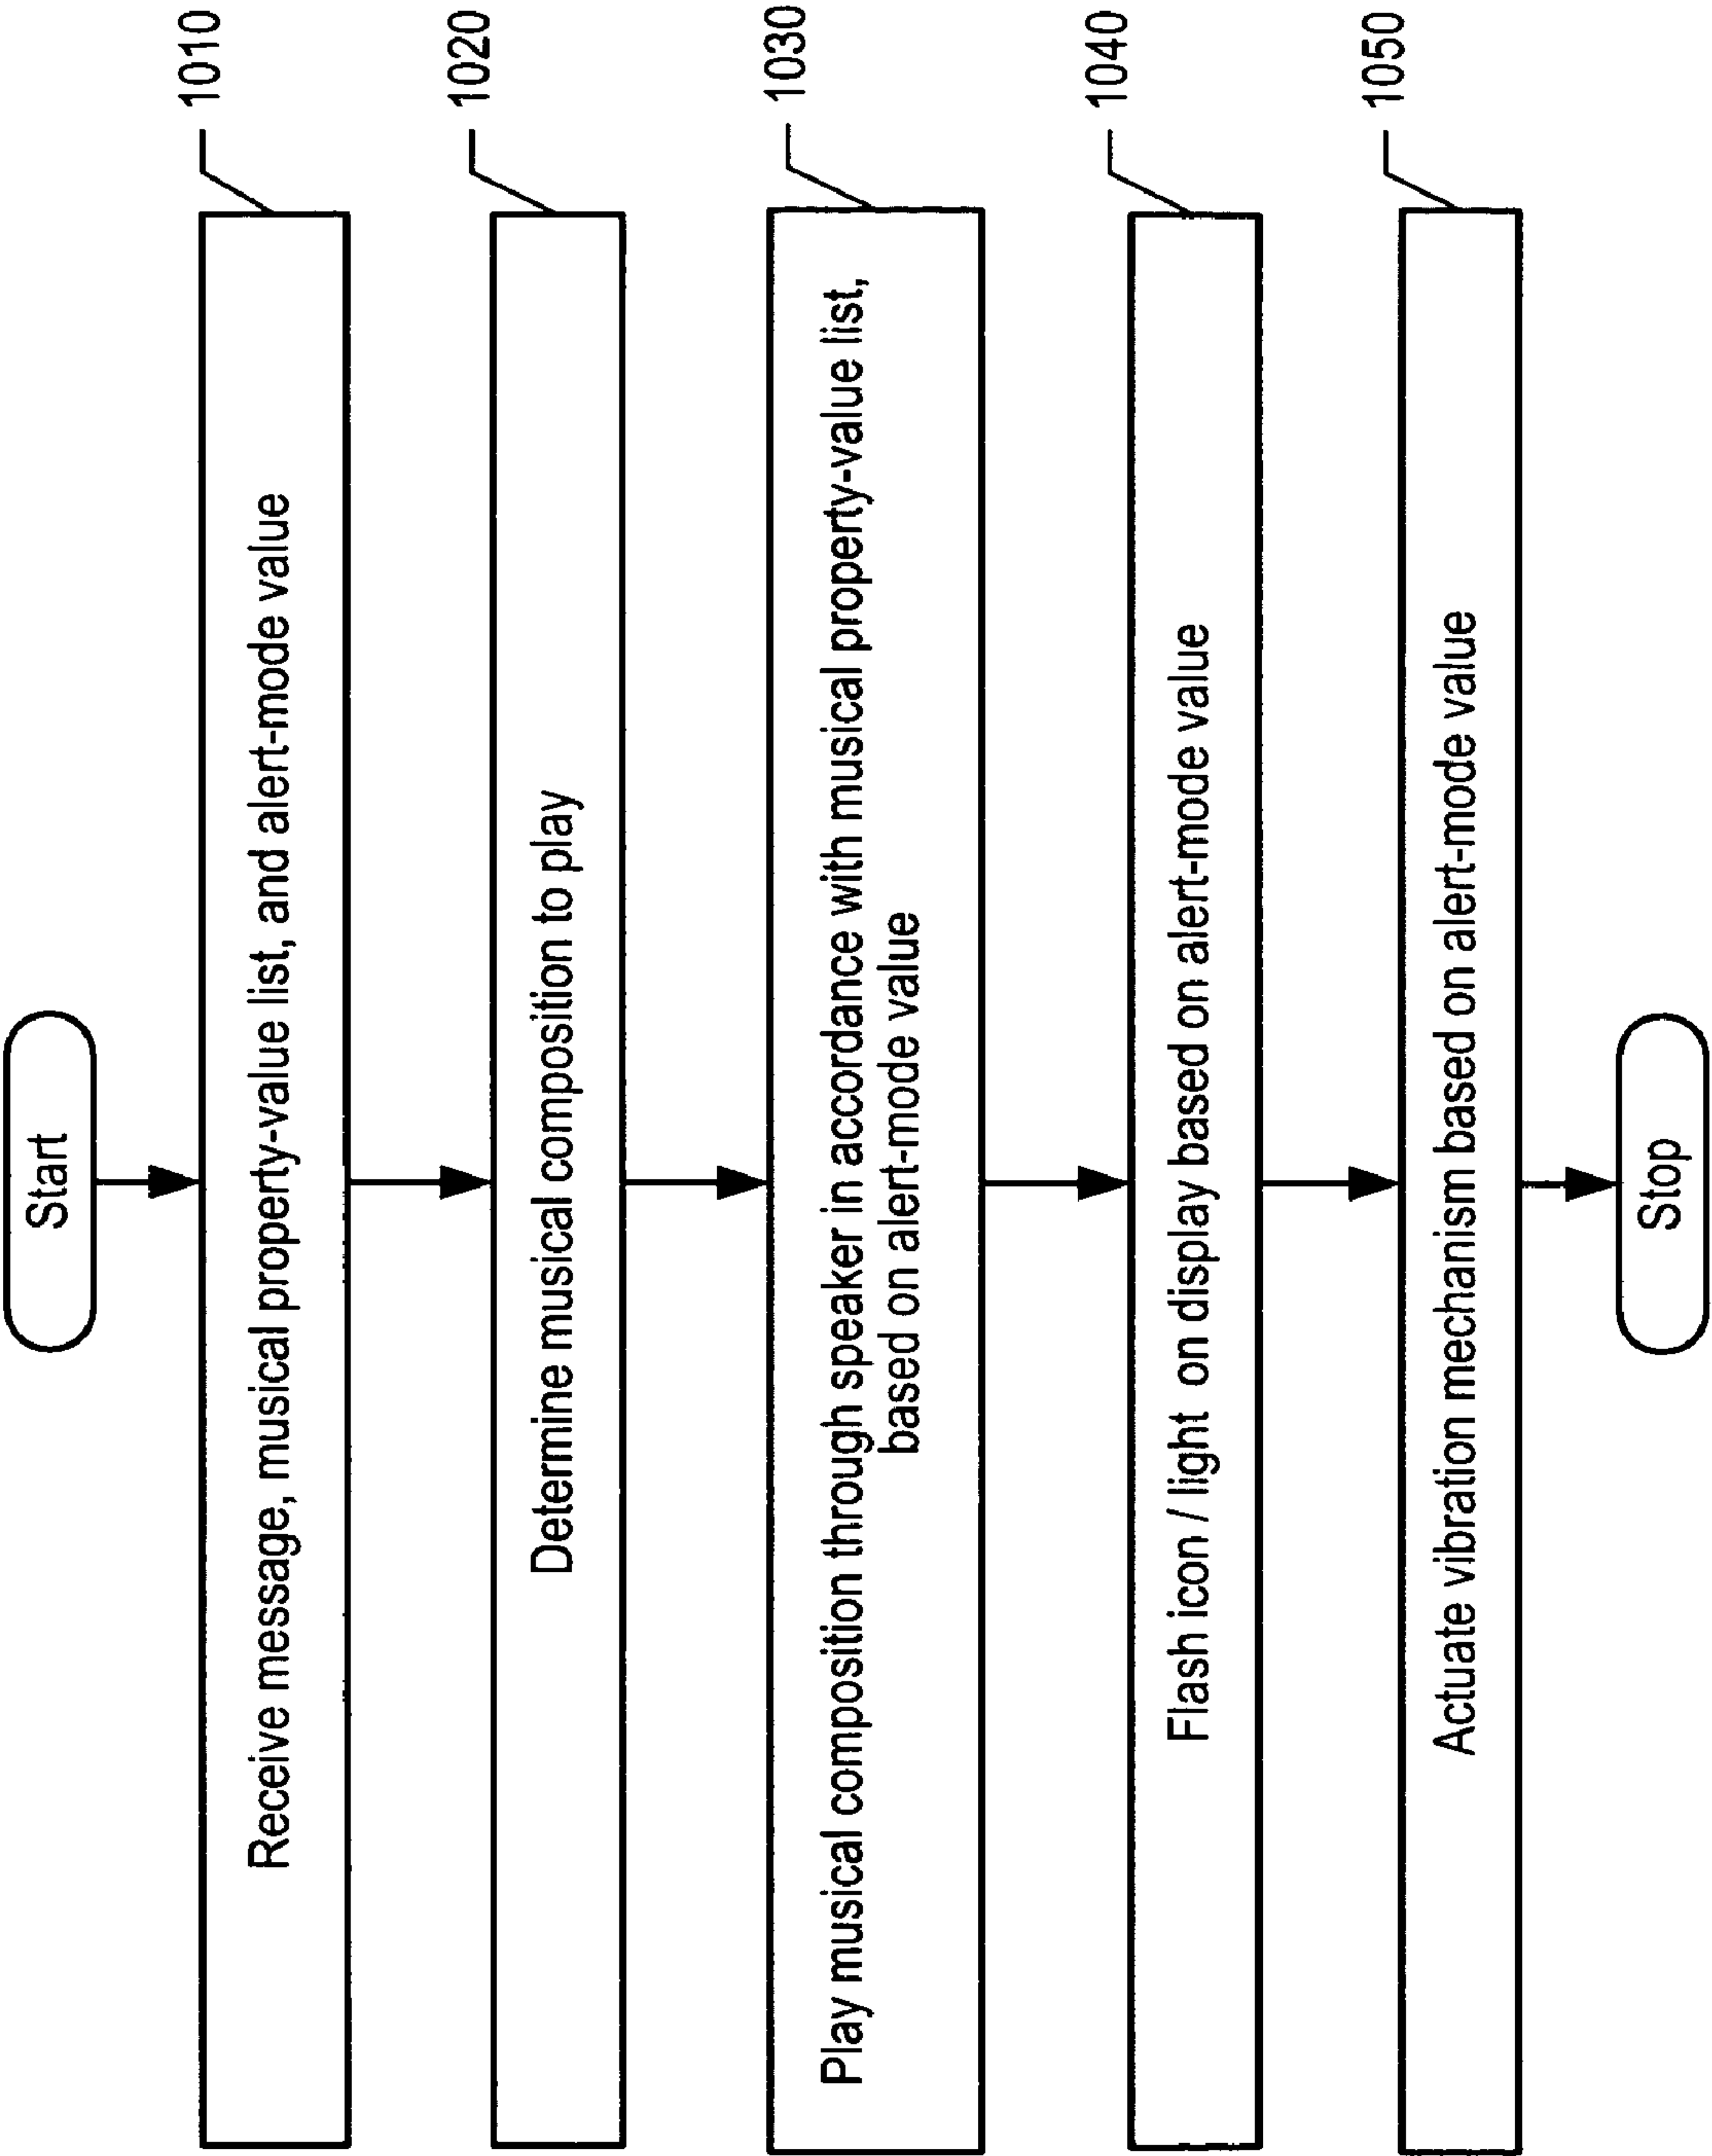 Start
1010
Receive message, musical property-value list, and alert-mode value
1020
Determine musical composition to play
1030
Play musical composition through speaker in accordance with musical property-value list,
based on alert-mode value
1040
Flash icon / light on display based on alert-mode value
1050
Actuate vibration mechanism based on alert-mode value
Stop